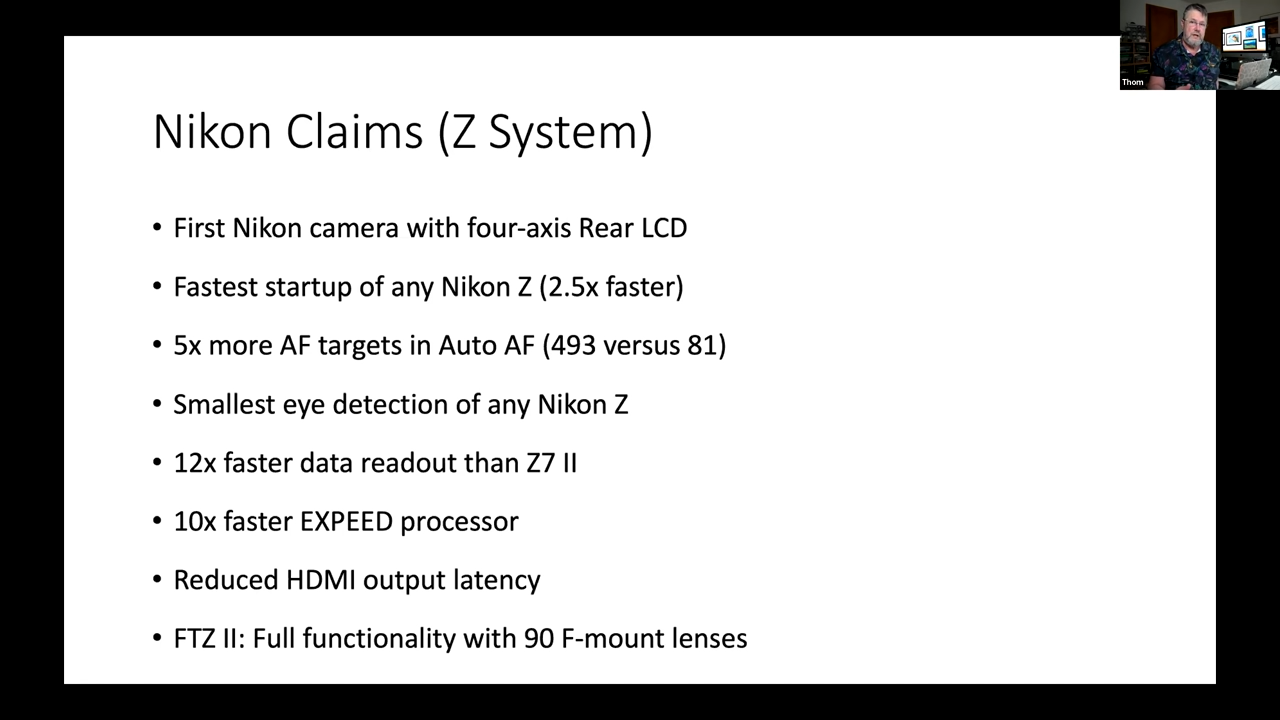 Thom
Nikon Claims (Z System)
• First Nikon camera with four-axis Rear LCD
• Fastest startup of any Nikon Z (2.5x faster)
• 5x more AF targets in Auto AF (493 versus 81)
• Smallest eye detection of any Nikon Z
• 12x faster data readout than Z7 II
• 10x faster EXPEED processor
• Reduced HDMI output latency
• FTZ II: Full functionality with 90 F-mount lenses